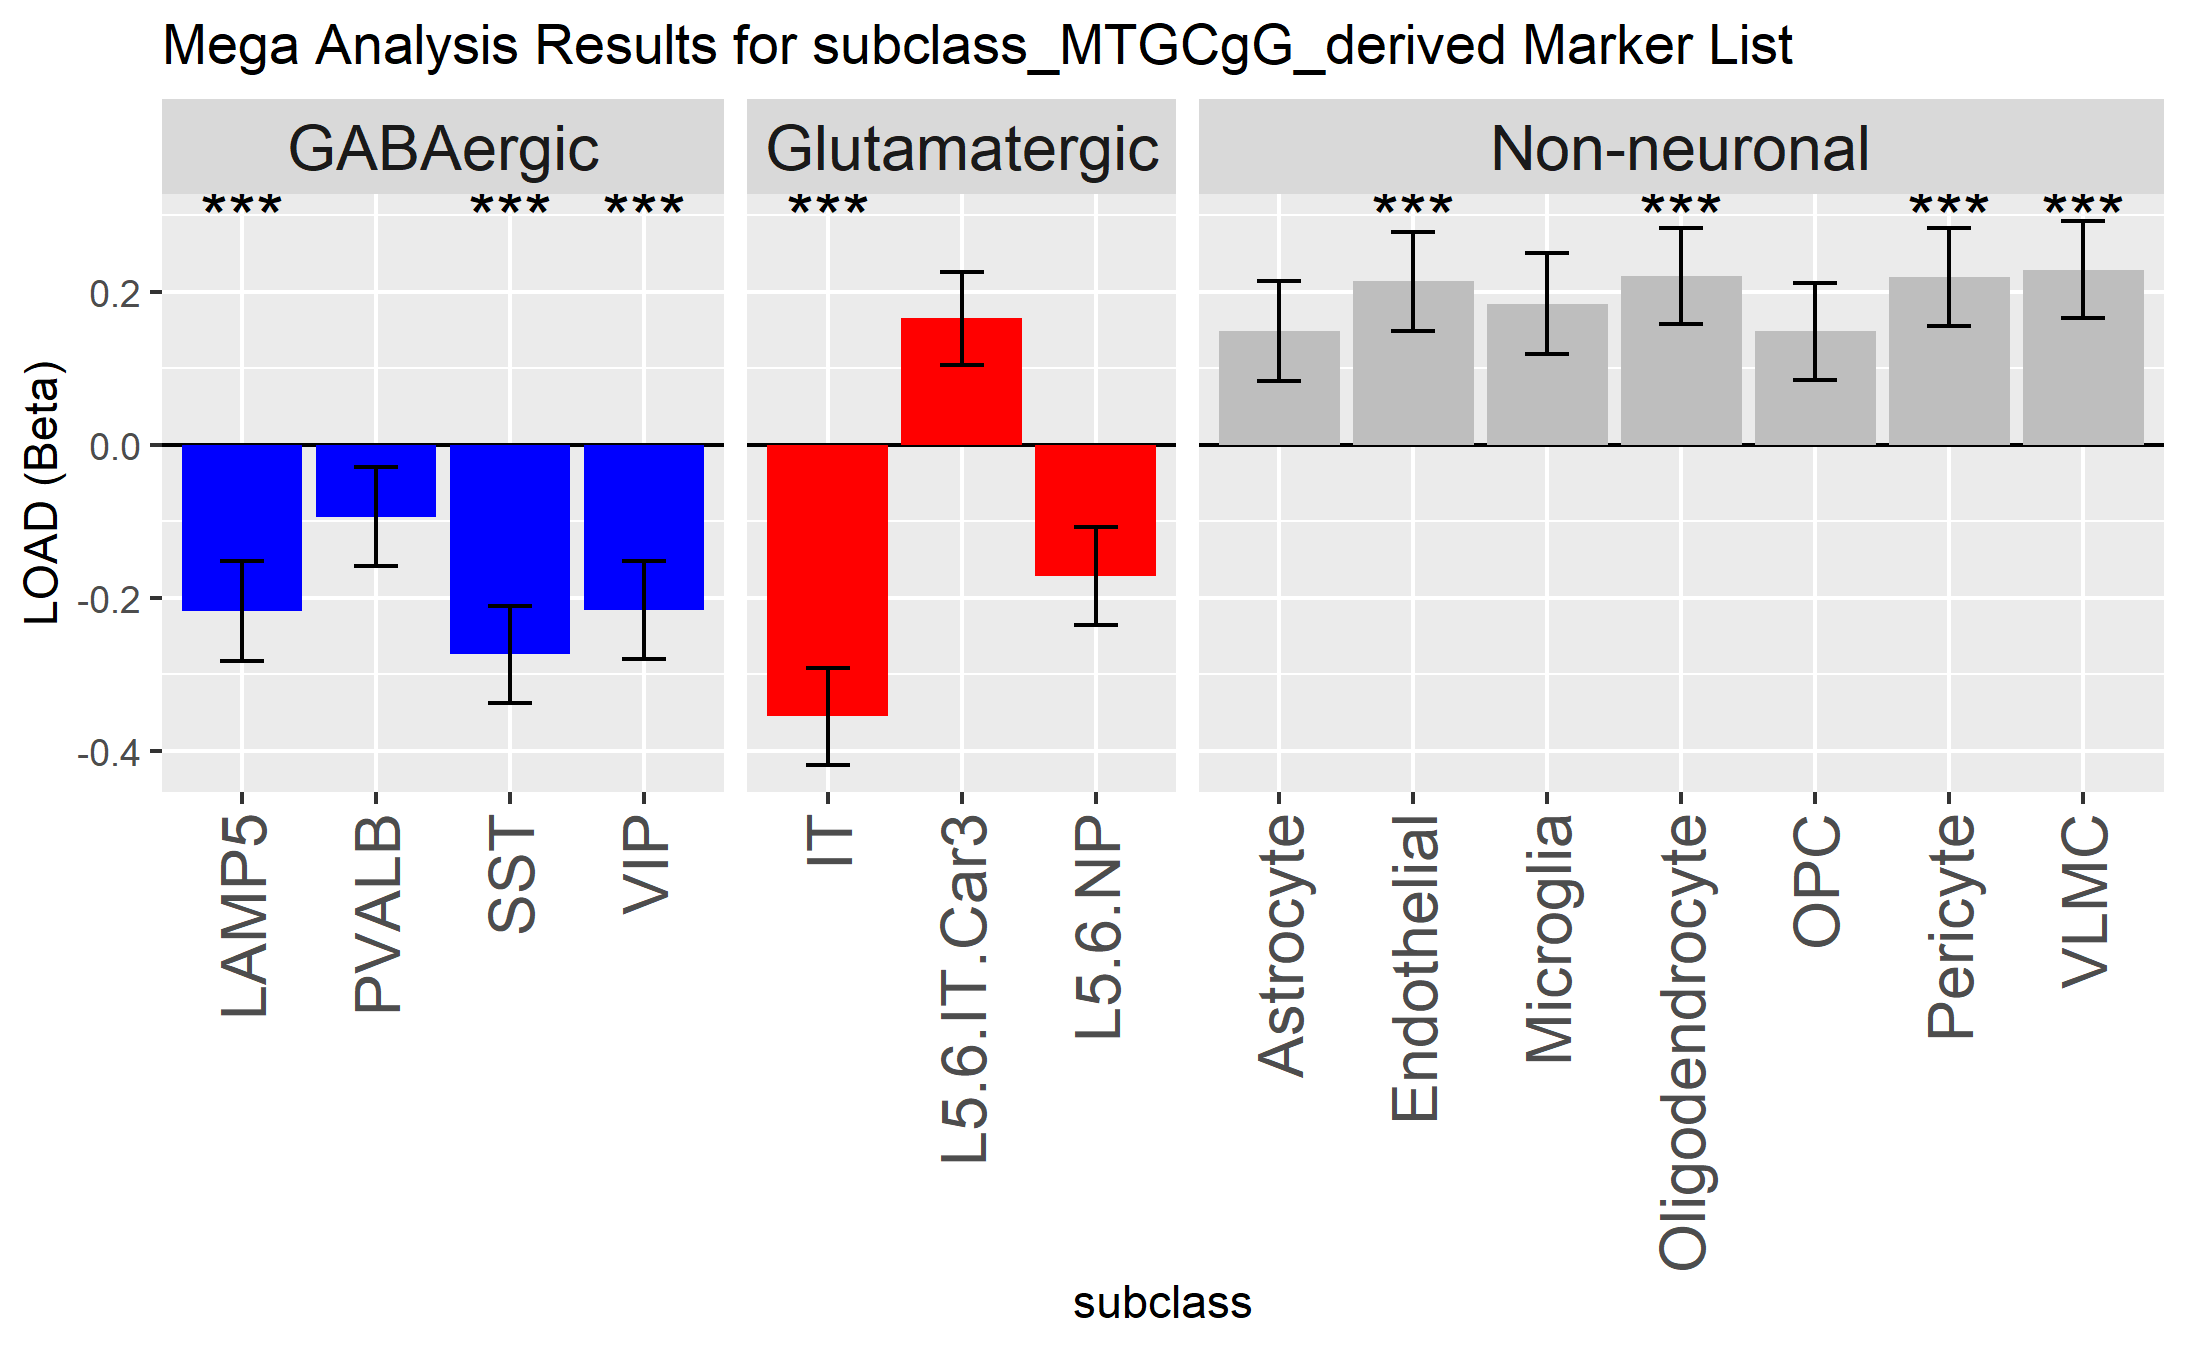 Mega Analysis Results for subclass_MTGCgG_derived Marker List
GABAergic
Glutamatergic
Non-neuronal
*** *** *** *** *** *** *** ***
LOAD (Beta)
0.2
0.0
-0.2
-0.4
LAMP5
PVALB
SST
VIP
IT
L5.6.IT.Car3
L5.6.NP
Astrocyte
Endothelial
Microglia
Oligodendrocyte
OPC
Pericyte
VLMC
subclass